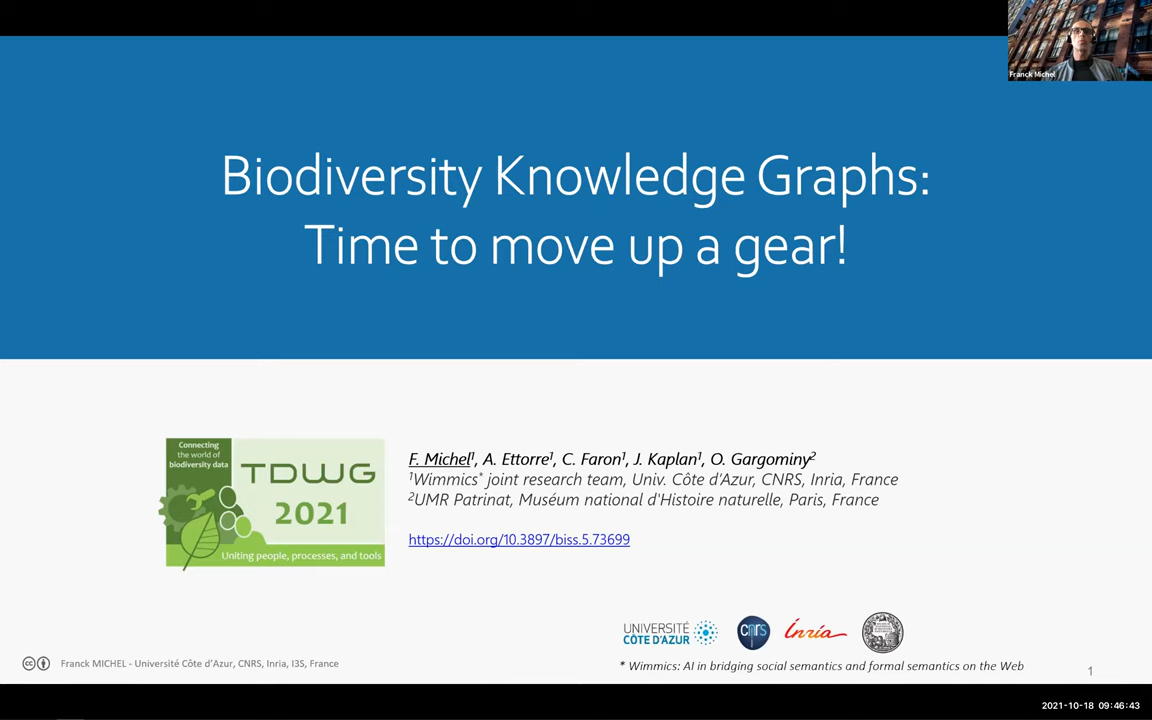 Franck Michel
Biodiversity Knowledge Graphs:
Time to move up a gear!
Connecting
the world of
biodiversity data
TDWG
2021
Uniting people, processes, and tools
F. Michel¹, A. Ettorre¹, C. Faron¹, J. Kaplan¹, O. Gargominy²
¹Wimmics* joint research team, Univ. Côte d'Azur, CNRS, Inria, France
²UMR Patrinat, Muséum national d'Histoire naturelle, Paris, France
https://doi.org/10.3897/biss.5.73699
UNIVERSITÉ
CÔTE D'AZUR
cnrs
Inria
cc
Franck MICHEL - Université Côte d'Azur, CNRS, Inria, I3S, France
* Wimmics: AI in bridging social semantics and formal semantics on the Web
1
2021-10-18 09:46:43